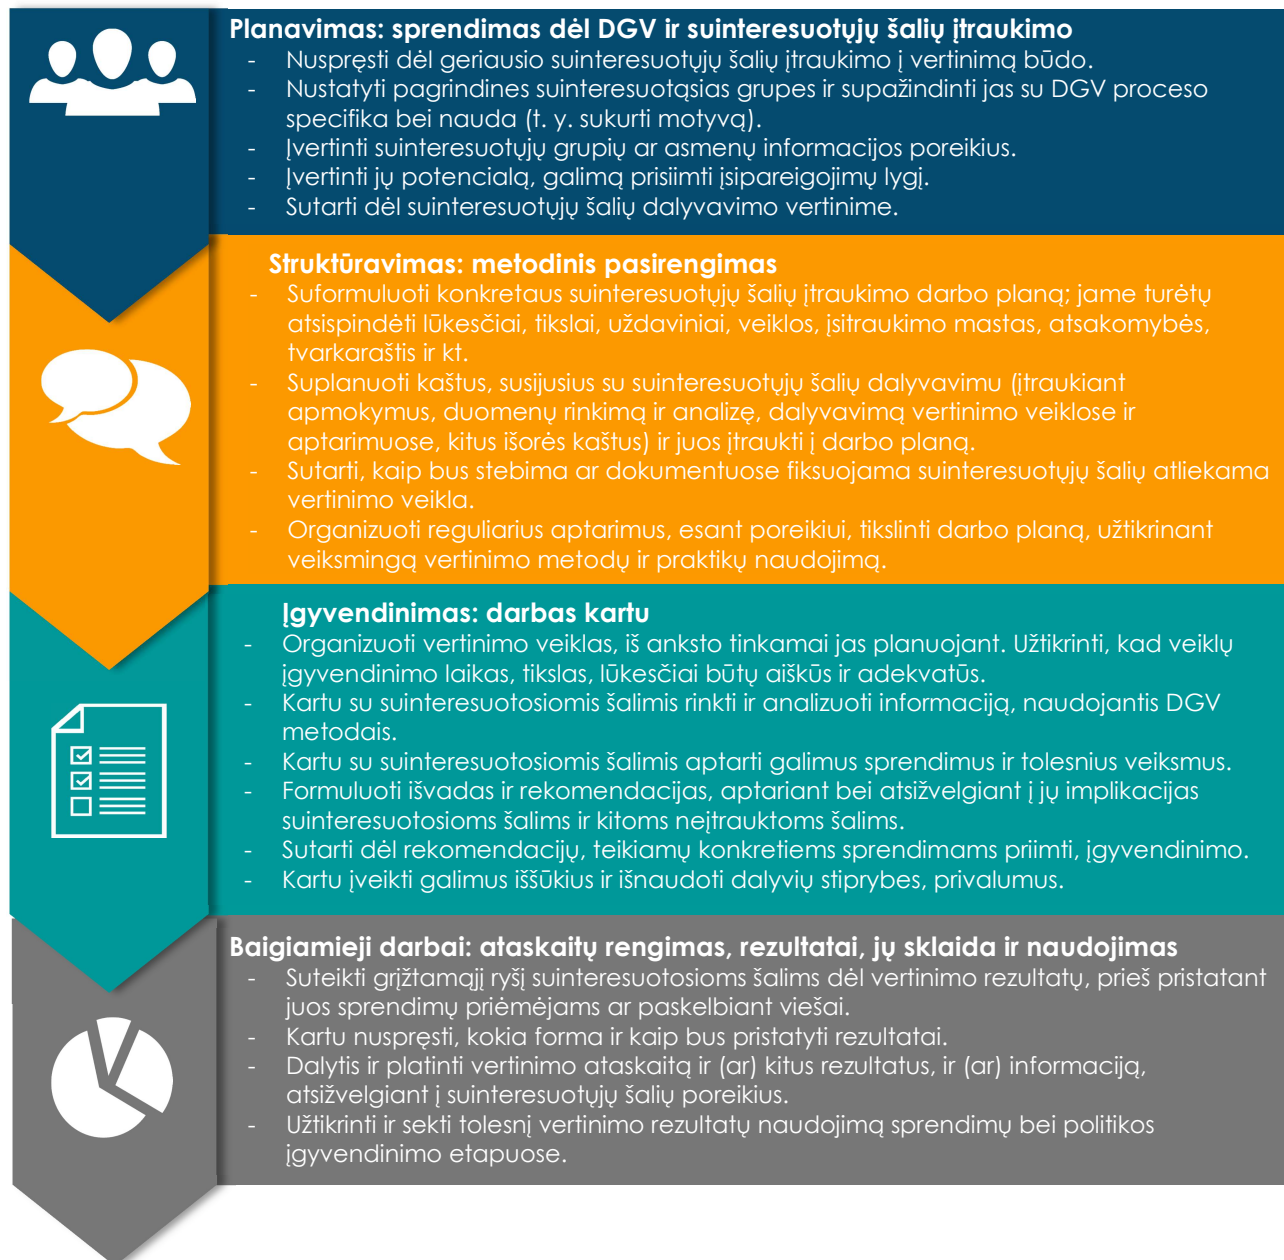 Planavimas: sprendimas dėl DGV ir suinteresuotųjų šalių įtraukimo
- Nuspręsti dėl geriausio suinteresuotųjų šalių įtraukimo į vertinimą būdo.
- Nustatyti pagrindines suinteresuotąsias grupes ir supažindinti jas su DGV proceso
specifika bei nauda (t. y. sukurti motyvą).
- Įvertinti suinteresuotųjų grupių ar asmenų informacijos poreikius.
- Įvertinti jų potencialą, galimą prisiimti įsipareigojimų lygį.
- Sutarti dėl suinteresuotųjų šalių dalyvavimo vertinime.
Struktūravimas: metodinis pasirengimas
- Suformuluoti konkretaus suinteresuotųjų šalių įtraukimo darbo planą; jame turėtų
atsispindėti lūkesčiai, tikslai, uždaviniai, veiklos, įsitraukimo mastas, atsakomybės,
tvarkaraštis ir kt.
- Suplanuoti kaštus, susijusius su suinteresuotųjų šalių dalyvavimu (įtraukiant
apmokymus, duomenų rinkimą ir analizę, dalyvavimą vertinimo veiklose ir
aptarimuose, kitus išorės kaštus) ir juos įtraukti į darbo planą.
- Sutarti, kaip bus stebima ar dokumentuose fiksuojama suinteresuotųjų šalių atliekama
vertinimo veikla.
- Organizuoti reguliarius aptarimus, esant poreikiui, tikslinti darbo planą, užtikrinant
veiksmingą vertinimo metodų ir praktikų naudojimą.
Įgyvendinimas: darbas kartu
- Organizuoti vertinimo veiklas, iš anksto tinkamai jas planuojant. Užtikrinti, kad veiklų
įgyvendinimo laikas, tikslas, lūkesčiai būtų aiškūs ir adekvatūs.
- Kartu su suinteresuotosiomis šalimis rinkti ir analizuoti informaciją, naudojantis DGV
metodais.
- Kartu su suinteresuotosiomis šalimis aptarti galimus sprendimus ir tolesnius veiksmus.
- Formuluoti išvadas ir rekomendacijas, aptariant bei atsižvelgiant į jų implikacijas
suinteresuotosioms šalims ir kitoms neįtrauktoms šalims.
- Sutarti dėl rekomendacijų, teikiamų konkretiems sprendimams priimti, įgyvendinimo.
- Kartu įveikti galimus iššūkius ir išnaudoti dalyvių stiprybes, privalumus.
Baigiamieji darbai: ataskaitų rengimas, rezultatai, jų sklaida ir naudojimas
- Suteikti grįžtamąjį ryšį suinteresuotosioms šalims dėl vertinimo rezultatų, prieš pristatant
juos sprendimų priėmėjams ar paskelbiant viešai.
- Kartu nuspręsti, kokia forma ir kaip bus pristatyti rezultatai.
- Dalytis ir platinti vertinimo ataskaitą ir (ar) kitus rezultatus, ir (ar) informaciją,
atsižvelgiant į suinteresuotųjų šalių poreikius.
- Užtikrinti ir sekti tolesnį vertinimo rezultatų naudojimą sprendimų bei politikos
įgyvendinimo etapuose.